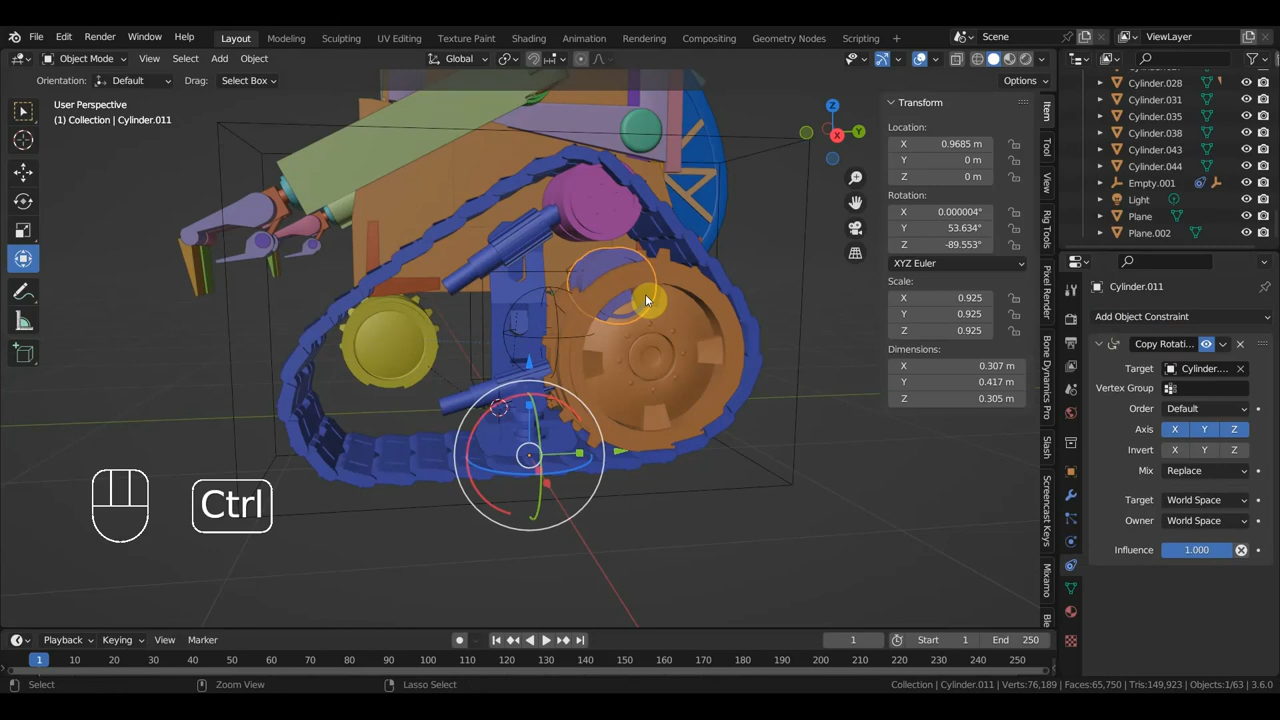 File Edit Render Window Help Layout Modeling Sculpting UV Editing Texture Paint Shading Animation Rendering Compositing Geometry Nodes Scripting Scene ViewLayer
Object Mode View Select Add Object Global
Orientation: Default Drag: Select Box Options
User Perspective
(1) Collection | Cylinder.011
Z
Y
X
Transform
Location:
X 0.9685 m
Y 0 m
Z 0 m
Rotation:
X 0.000004°
Y 53.634°
Z -89.553°
XYZ Euler
Scale:
X 0.925
Y 0.925
Z 0.925
Dimensions:
X 0.307 m
Y 0.417 m
Z 0.305 m
Item
Tool
View
Rig Tools
Pixel Render
Bone Dynamics Pro
Slash
Screencast Keys
Mixamo
Cylinder.028
Cylinder.031
Cylinder.035
Cylinder.038
Cylinder.043
Cylinder.044
Empty.001
Light
Plane
Plane.002
Cylinder.011
Add Object Constraint
Copy Rotati...
Target Cylinder....
Vertex Group
Order Default
Axis X Y Z
Invert X Y Z
Mix Replace
Target World Space
Owner World Space
Influence 1.000
Ctrl
Playback Keying View Marker 1 Start 1 End 250
1 10 20 30 40 50 60 70 80 90 100 110 120 130 140 150 160 170 180 190 200 210 220 230 240 250
Select Zoom View Lasso Select Collection | Cylinder.011 | Verts:76,189 | Faces:65,750 | Tris:149,923 | Objects:1/63 | 3.6.0